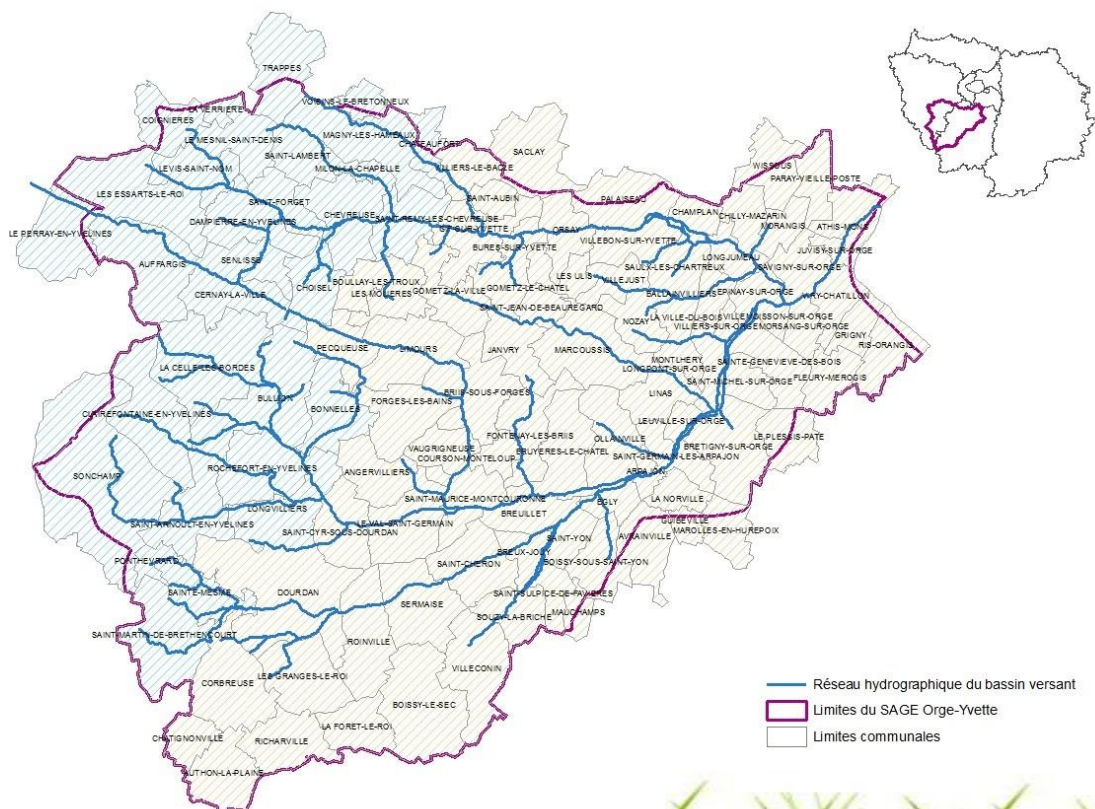 TRAPPES
VOISINS-LE-BRETONNEUX
LA VERRIERE
COIGNIERES
MAGNY-LES-HAMEAUX
LE MESNIL-SAINT-DENIS
CHATEAUFORT
SACLAY
SAINT-LAMBERT
VILLIERS-LE-BACLE
WISSOUS
LEVIS-SAINT-NOM
MILON-LA-CHAPELLE
PARAY-VIEILLE-POSTE
LES ESSARTS-LE-ROI
SAINT-AUBIN
PALAISEAU
SAINT-FORGET
CHAMPLAN
CHILLY-MAZARIN
CHEVREUSE
SAINT-REMY-LES-CHEVREUSE
DAMPIERRE-EN-YVELINES
MORANGIS
ATHIS-MONS
LE PERRAY-EN-YVELINES
GIF-SUR-YVETTE
ORSAY
VILLEBON-SUR-YVETTE
BURES-SUR-YVETTE
JUVISY-SUR-ORGE
SENLISSE
LONGJUMEAU
AUFFARGIS
SAULX-LES-CHARTREUX
SAVIGNY-SUR-ORGE
LES ULIS
VILLEJUST
BOULLAY-LES-TROUX
CHOISEL
GOMETZ-LE-CHATEL
GOMETZ-LA-VILLE
BALLAINVILLIERS
EPINAY-SUR-ORGE
LES MOLIERES
VIRY-CHATILLON
CERNAY-LA-VILLE
SAINT-JEAN-DE-BEAUREGARD
LA VILLE-DU-BOIS
VILLEMOISSON-SUR-ORGE
NOZAY
VILLIERS-SUR-ORGE
MORSANG-SUR-ORGE
GRIGNY
RIS-ORANGIS
PECQUEUSE
LIMOURS
JANVRY
MARCOUSSIS
MONTLHERY
SAINTE-GENEVIEVE-DES-BOIS
LA CELLE-LES-BORDES
LONGPONT-SUR-ORGE
FLEURY-MEROGIS
SAINT-MICHEL-SUR-ORGE
BULLION
BRIIS-SOUS-FORGES
LINAS
FORGES-LES-BAINS
BONNELLES
CLAIREFONTAINE-EN-YVELINES
LEUVILLE-SUR-ORGE
FONTENAY-LES-BRIIS
OLLAINVILLE
LE PLESSIS-PATE
VAUGRIGNEUSE
BRETIGNY-SUR-ORGE
BRUYERES-LE-CHATEL
COURSON-MONTELOUP
SAINT-GERMAIN-LES-ARPAJON
ROCHEFORT-EN-YVELINES
ANGERVILLIERS
ARPAJON
SONCHAMP
SAINT-MAURICE-MONTCOURONNE
EGLY
LA NORVILLE
LONGVILLIERS
BREUILLET
GUIBEVILLE
SAINT-ARNOULT-EN-YVELINES
LE VAL-SAINT-GERMAIN
MAROLLES-EN-HUREPOIX
SAINT-CYR-SOUS-DOURDAN
SAINT-YON
AVRAINVILLE
BREUX-JOUY
PONTHEVRARD
SAINT-CHERON
BOISSY-SOUS-SAINT-YON
SAINTE-MESME
DOURDAN
SAINT-SULPICE-DE-FAVIERES
SERMAISE
SOUZY-LA-BRICHE
MAUCHAMPS
SAINT-MARTIN-DE-BRETHENCOURT
ROINVILLE
VILLECONIN
LES GRANGES-LE-ROI
CORBREUSE
BOISSY-LE-SEC
LA FORET-LE-ROI
CHATIGNONVILLE
RICHARVILLE
AUTHON-LA-PLAINE
Réseau hydrographique du bassin versant
Limites du SAGE Orge-Yvette
Limites communales